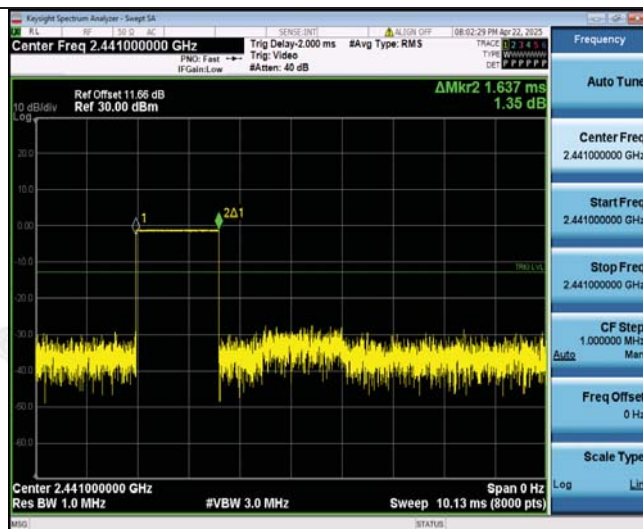 Keysight Spectrum Analyzer - Swept SA
RL RF 50 Ω AC SENSE:INT ALIGN OFF 08:02:29 PM Apr 22, 2025
Center Freq 2.441000000 GHz Trig Delay-2.000 ms #Avg Type: RMS TRACE 1 2 3 4 5 6
PNO: Fast Trig: Video TYPE WWWWWW
IFGain:Low #Atten: 40 dB DET P P P P P P
ΔMkr2 1.637 ms
1.35 dB
Ref Offset 11.66 dB
10 dB/div Ref 30.00 dBm
Log
20.0
10.0
0.00
-10.0
-20.0
-30.0
-40.0
-50.0
-60.0
1
2Δ1
TRIG LVL
Center 2.441000000 GHz Span 0 Hz
Res BW 1.0 MHz #VBW 3.0 MHz Sweep 10.13 ms (8000 pts)
MSG STATUS
Frequency
Auto Tune
Center Freq
2.441000000 GHz
Start Freq
2.441000000 GHz
Stop Freq
2.441000000 GHz
CF Step
1.000000 MHz
Auto Man
Freq Offset
0 Hz
Scale Type
Log Lin